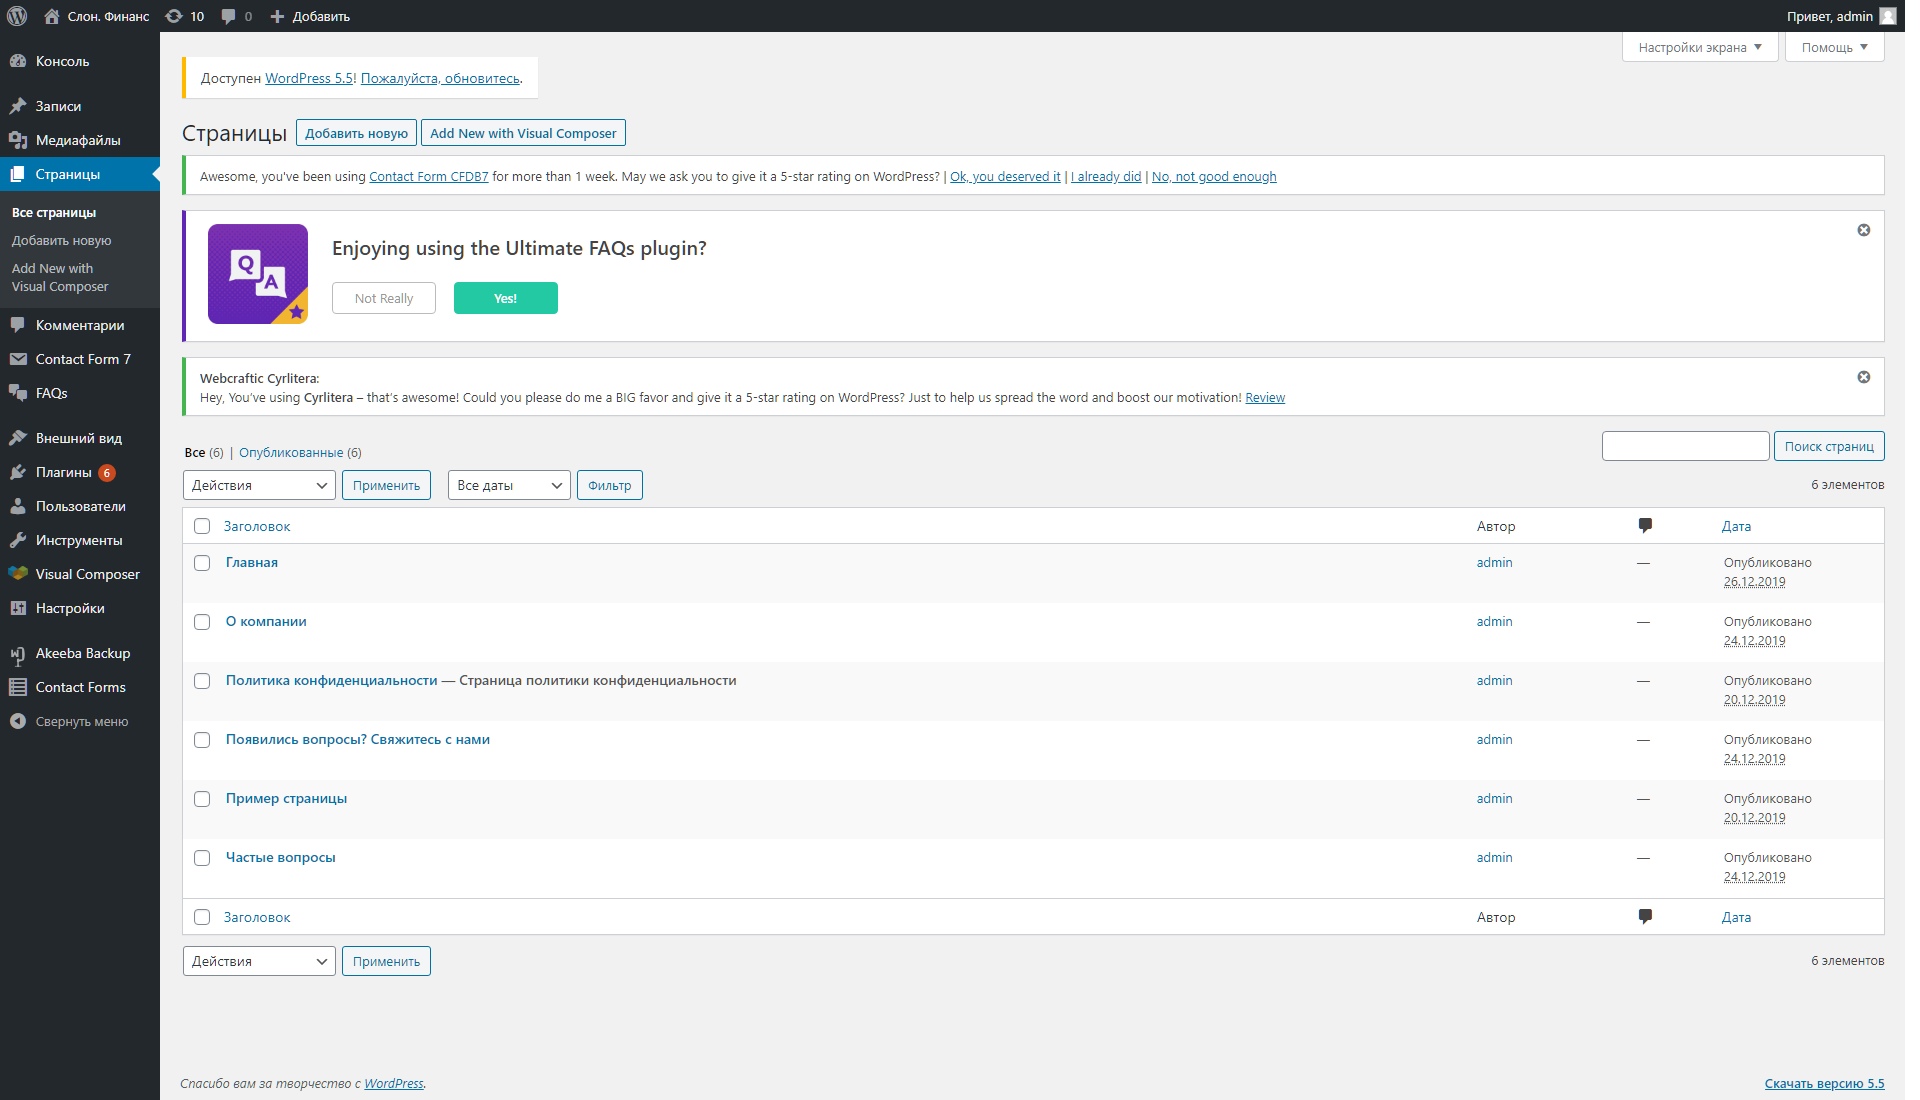 Слон. Финанс 10 0 Добавить Привет, admin
Настройки экрана Помощь
Консоль
Записи
Медиафайлы
Страницы
Все страницы
Добавить новую
Add New with
Visual Composer
Комментарии
Contact Form 7
FAQs
Внешний вид
Плагины 6
Пользователи
Инструменты
Visual Composer
Настройки
Akeeba Backup
Contact Forms
Свернуть меню
Доступен WordPress 5.5! Пожалуйста, обновитесь.
Страницы Добавить новую Add New with Visual Composer
Awesome, you've been using Contact Form CFDB7 for more than 1 week. May we ask you to give it a 5-star rating on WordPress? | Ok, you deserved it | I already did | No, not good enough
Q
A
Enjoying using the Ultimate FAQs plugin?
Not Really Yes!
Webcraftic Cyrlitera:
Hey, You've using Cyrlitera – that's awesome! Could you please do me a BIG favor and give it a 5-star rating on WordPress? Just to help us spread the word and boost our motivation! Review
Все (6) | Опубликованные (6) Поиск страниц
Действия Применить Все даты Фильтр 6 элементов
Заголовок Автор Дата
Главная admin — Опубликовано
26.12.2019
О компании admin — Опубликовано
24.12.2019
Политика конфиденциальности — Страница политики конфиденциальности admin — Опубликовано
20.12.2019
Появились вопросы? Свяжитесь с нами admin — Опубликовано
24.12.2019
Пример страницы admin — Опубликовано
20.12.2019
Частые вопросы admin — Опубликовано
24.12.2019
Заголовок Автор Дата
Действия Применить 6 элементов
Спасибо вам за творчество с WordPress. Скачать версию 5.5